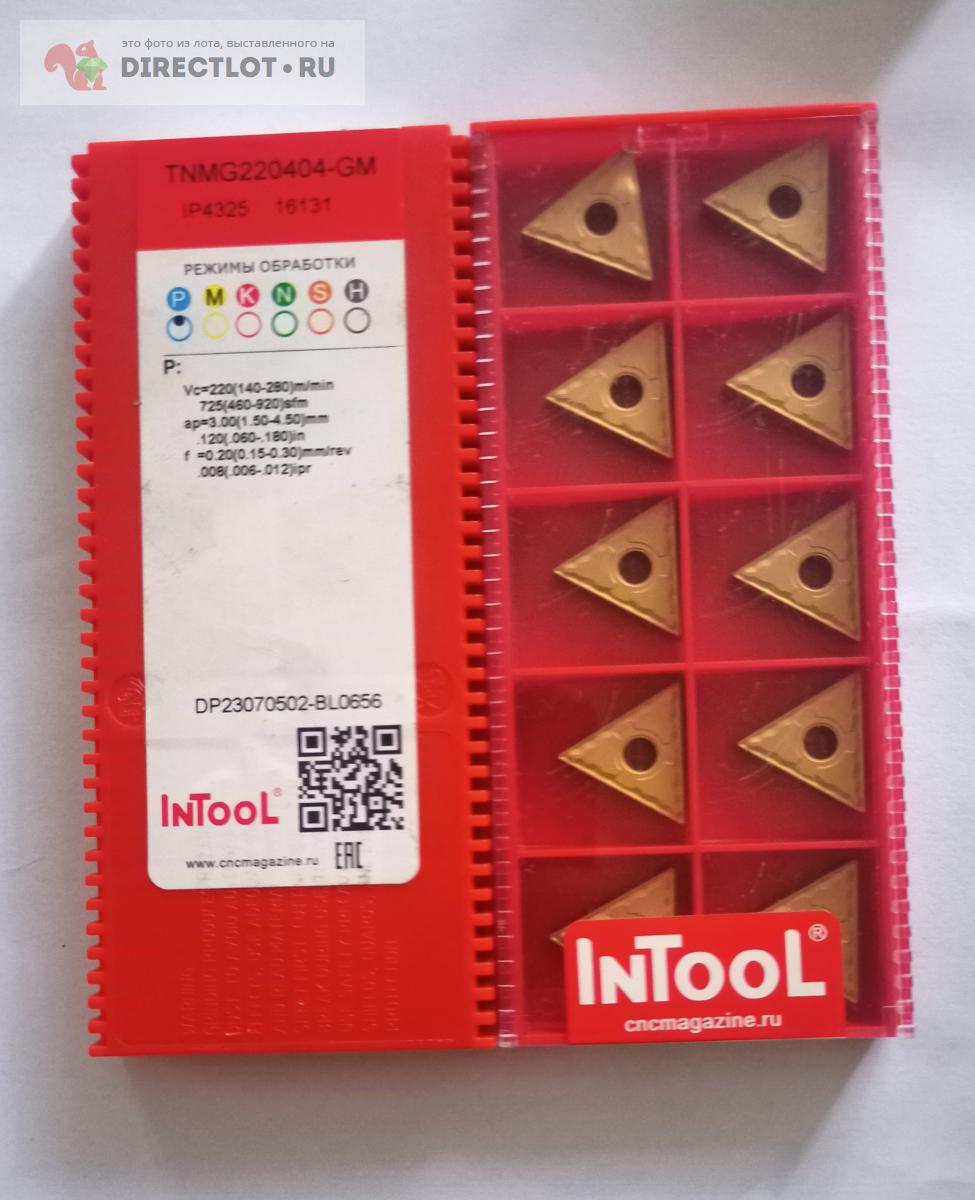 это фото из лота, выставленного на
DIRECTLOT•RU
TNMG220404-GM
IP4325 16131
РЕЖИМЫ ОБРАБОТКИ
P M K N S H
P:
Vc=220(140-280)m/min
725(460-920)sfm
ap=3.00(1.50-4.50)mm
.120(.060-.180)in
f =0.20(0.15-0.30)mm/rev
.008(.006-.012)ipr
DP23070502-BL0656
INTOOL®
www.cncmagazine.ru EAC
WARNING
INTOOL®
cncmagazine.ru